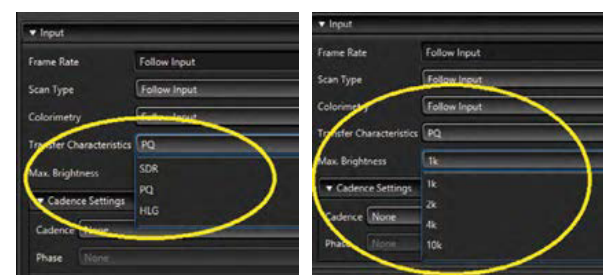 ▼ Input
Frame Rate Follow Input
Scan Type Follow Input
Colorimetry Follow Input
Transfer Characteristics PQ
Max. Brightness SDR
PQ
▼ Cadence Settings
HLG
Cadence None
Phase None
▼ Input
Frame Rate Follow Input
Scan Type Follow Input
Colorimetry Follow Input
Transfer Characteristics PQ
Max. Brightness 1k
1k
▼ Cadence Settings
2k
Cadence None
4k
Phase None
10k